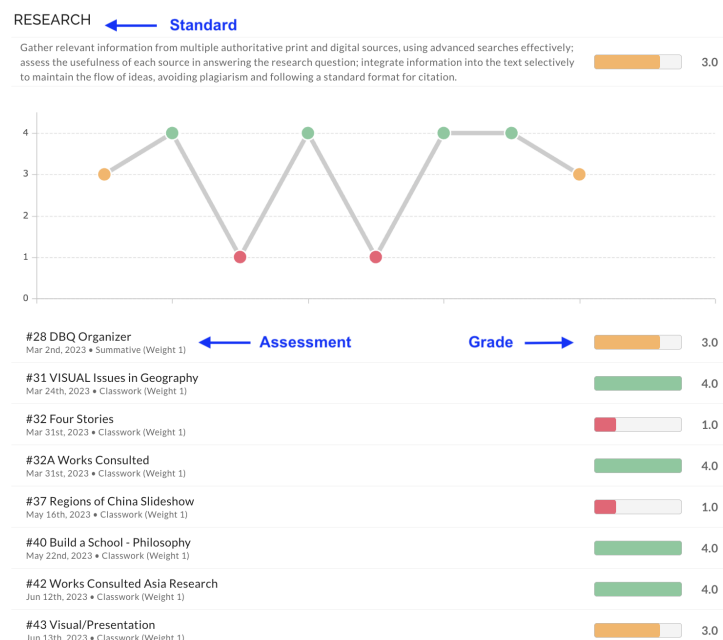 RESEARCH
Standard
Gather relevant information from multiple authoritative print and digital sources, using advanced searches effectively;
assess the usefulness of each source in answering the research question; integrate information into the text selectively
to maintain the flow of ideas, avoiding plagiarism and following a standard format for citation.
3.0
4
3
2
1
0
#28 DBQ Organizer
Mar 2nd, 2023 • Summative (Weight 1)
Assessment
Grade
3.0
#31 VISUAL Issues in Geography
Mar 24th, 2023 • Classwork (Weight 1)
4.0
#32 Four Stories
Mar 31st, 2023 • Classwork (Weight 1)
1.0
#32A Works Consulted
Mar 31st, 2023 • Classwork (Weight 1)
4.0
#37 Regions of China Slideshow
May 16th, 2023 • Classwork (Weight 1)
1.0
#40 Build a School - Philosophy
May 22nd, 2023 • Classwork (Weight 1)
4.0
#42 Works Consulted Asia Research
Jun 12th, 2023 • Classwork (Weight 1)
4.0
#43 Visual/Presentation
Jun 13th, 2023 • Classwork (Weight 1)
3.0